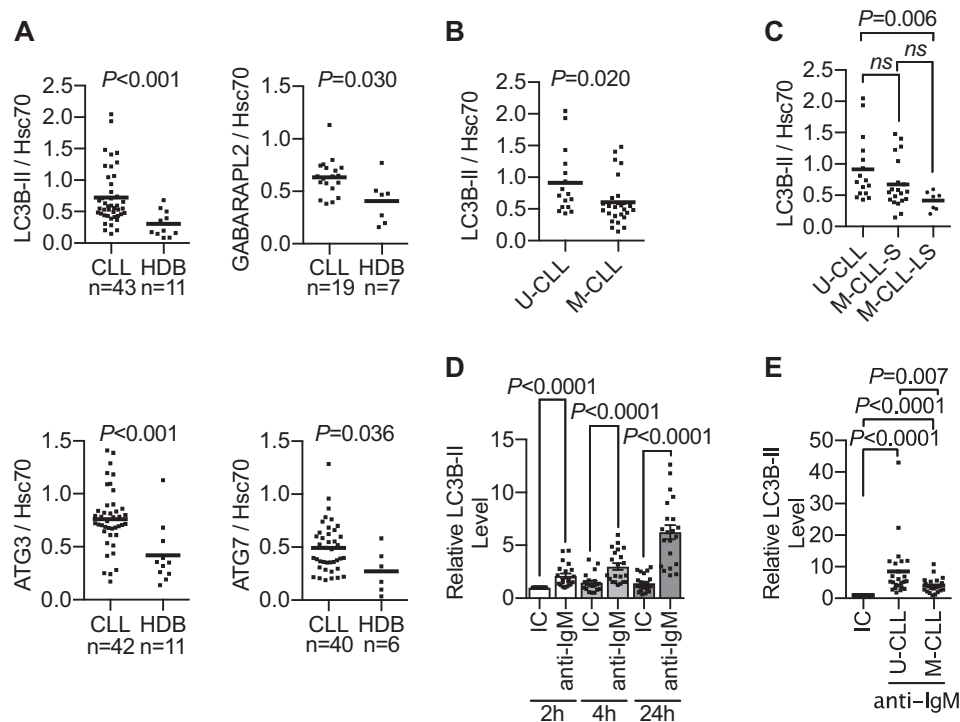 A
P<0.001
LC3B-II / Hsc70
2.5
2.0
1.5
1.0
0.5
0.0
CLL HDB
n=43 n=11
P=0.030
GABARAPL2 / Hsc70
1.5
1.0
0.5
0.0
CLL HDB
n=19 n=7
P<0.001
ATG3 / Hsc70
1.5
1.0
0.5
0.0
CLL HDB
n=42 n=11
P=0.036
ATG7 / Hsc70
1.5
1.0
0.5
0.0
CLL HDB
n=40 n=6
B
P=0.020
LC3B-II / Hsc70
2.5
2.0
1.5
1.0
0.5
0.0
U-CLL
M-CLL
C
P=0.006
ns
ns
LC3B-II / Hsc70
2.5
2.0
1.5
1.0
0.5
0.0
U-CLL
M-CLL-S
M-CLL-LS
D
P<0.0001
P<0.0001
P<0.0001
Relative LC3B-II
Level
15
10
5
0
IC
anti-IgM
IC
anti-IgM
IC
anti-IgM
2h
4h
24h
E
P=0.007
P<0.0001
P<0.0001
Relative LC3B-II
Level
50
40
30
20
10
0
IC
U-CLL
M-CLL
anti-IgM